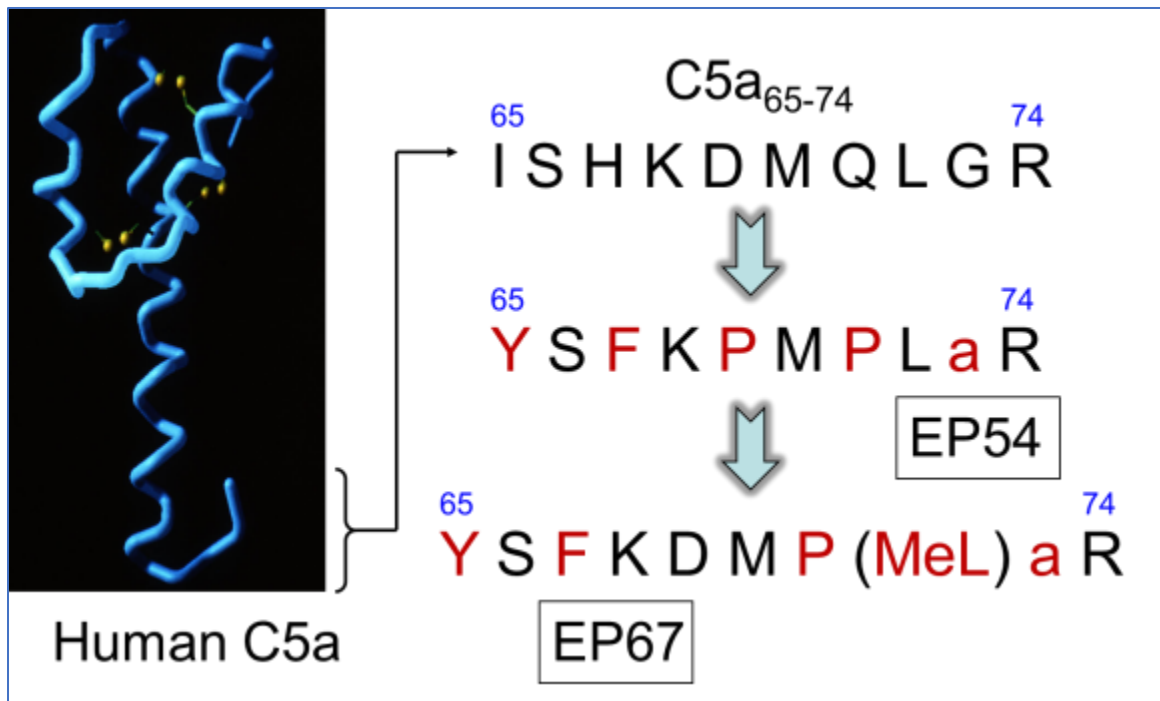 C5a65-74
65 74
I S H K D M Q L G R
65 74
Y S F K P M P L a R
EP54
65 74
Y S F K D M P (MeL) a R
EP67
Human C5a